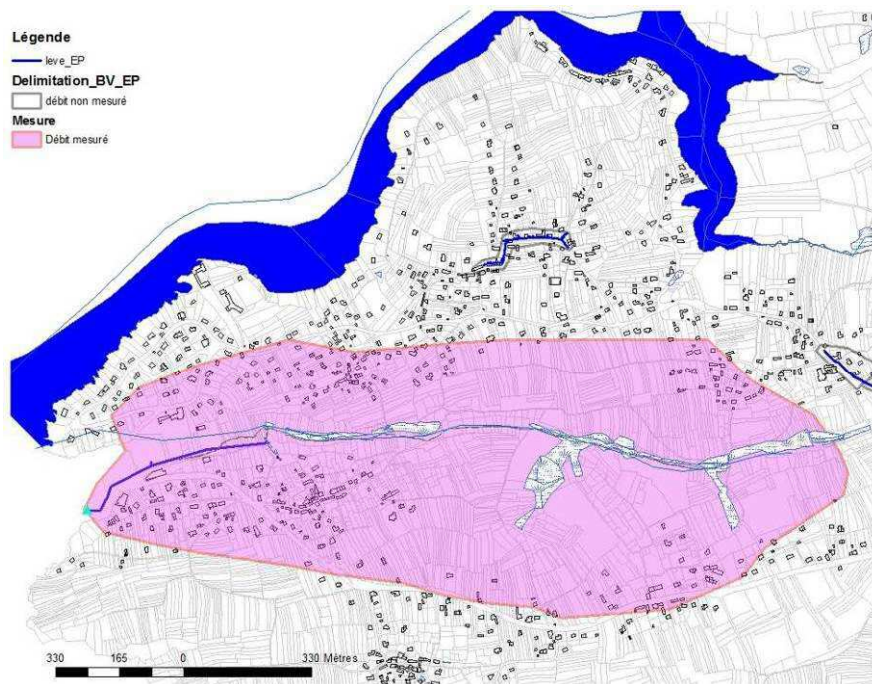 Légende
leve_EP
Delimitation_BV_EP
débit non mesuré
Mesure
Débit mesuré
330 165 0 330 Mètres